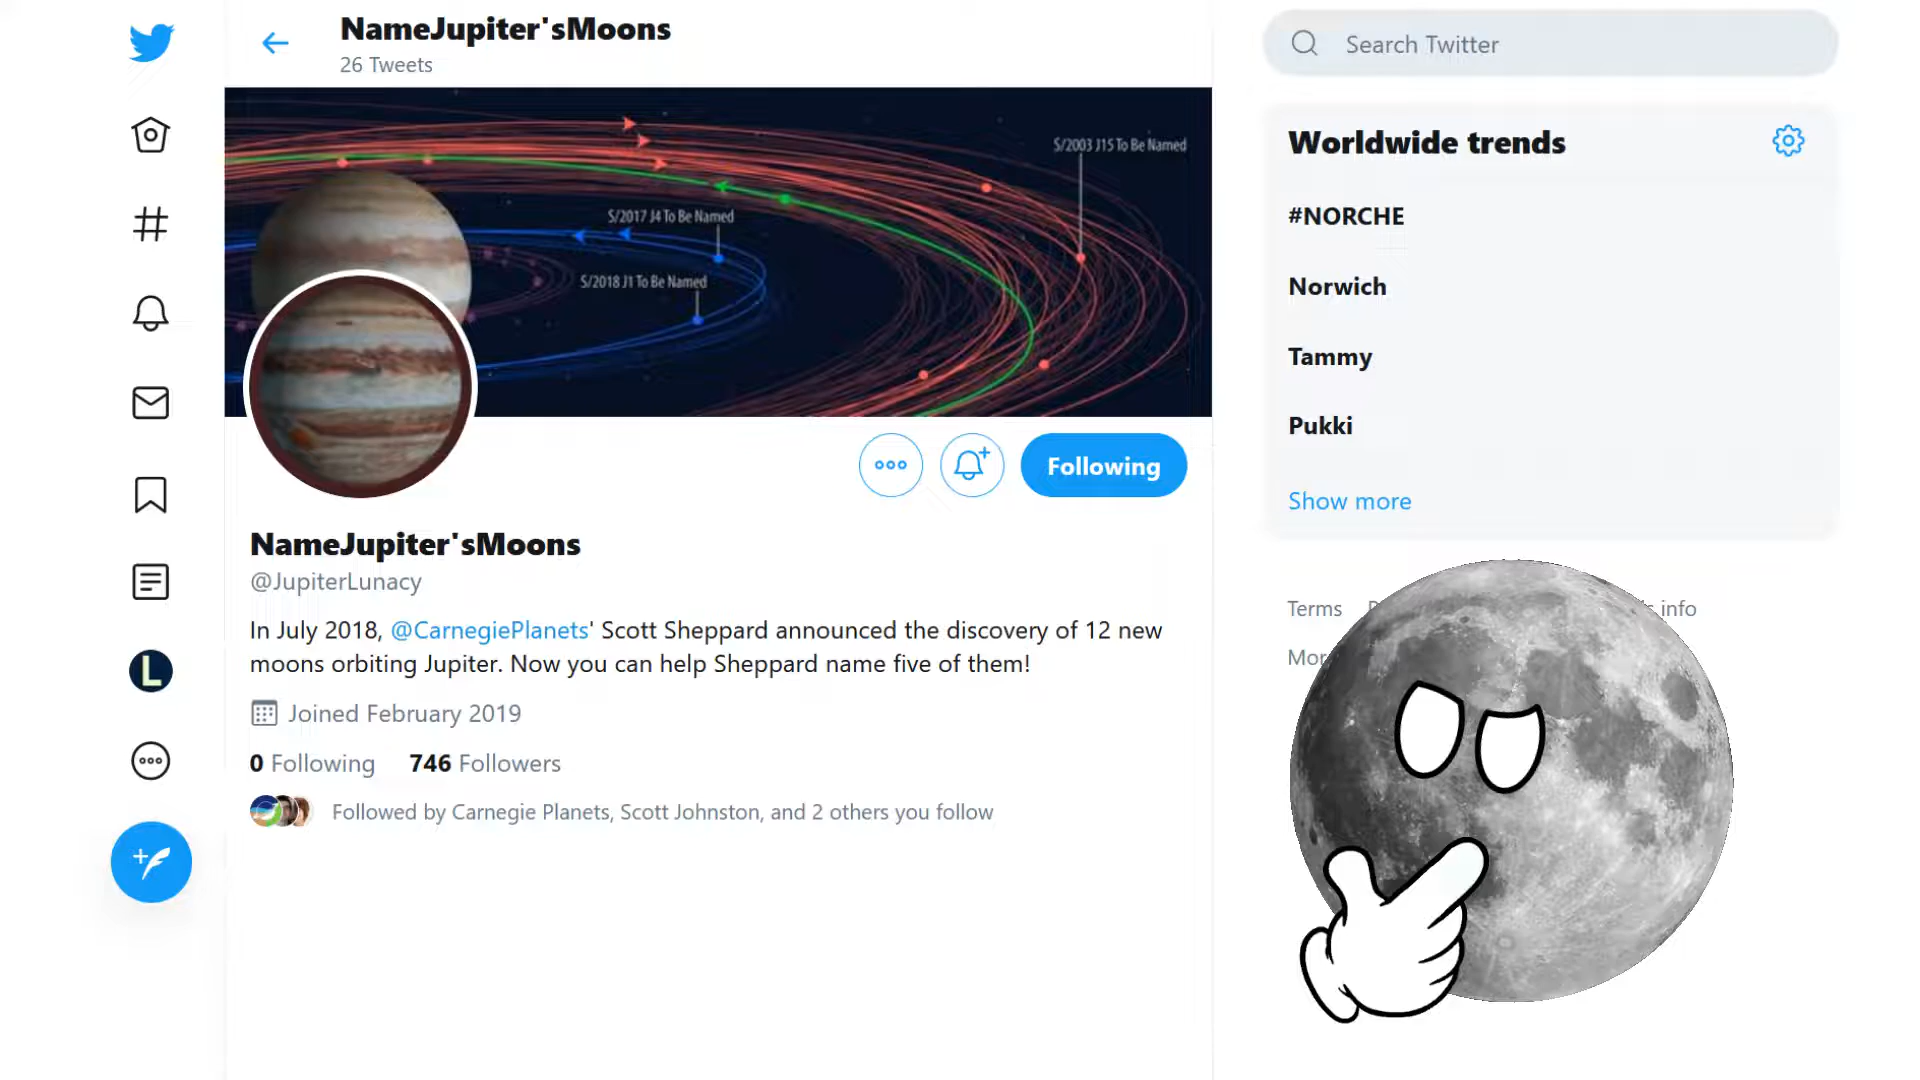 NameJupiter'sMoons
26 Tweets
S/2003 J15 To Be Named
S/2017 J4 To Be Named
S/2018 J1 To Be Named
Following
NameJupiter'sMoons
@JupiterLunacy
In July 2018, @CarnegiePlanets' Scott Sheppard announced the discovery of 12 new
moons orbiting Jupiter. Now you can help Sheppard name five of them!
Joined February 2019
0 Following 746 Followers
Followed by Carnegie Planets, Scott Johnston, and 2 others you follow
L
Search Twitter
Worldwide trends
#NORCHE
Norwich
Tammy
Pukki
Show more
Terms info